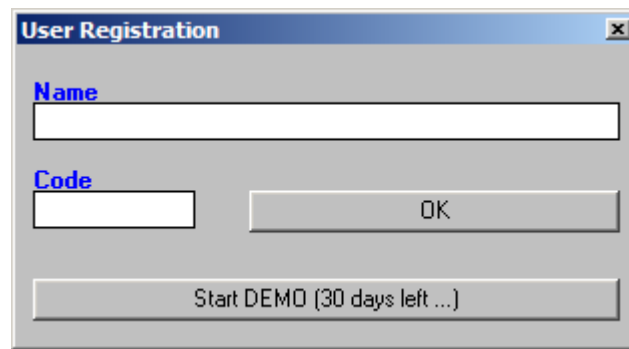 User Registration
Name
Code
OK
Start DEMO (30 days left ...)